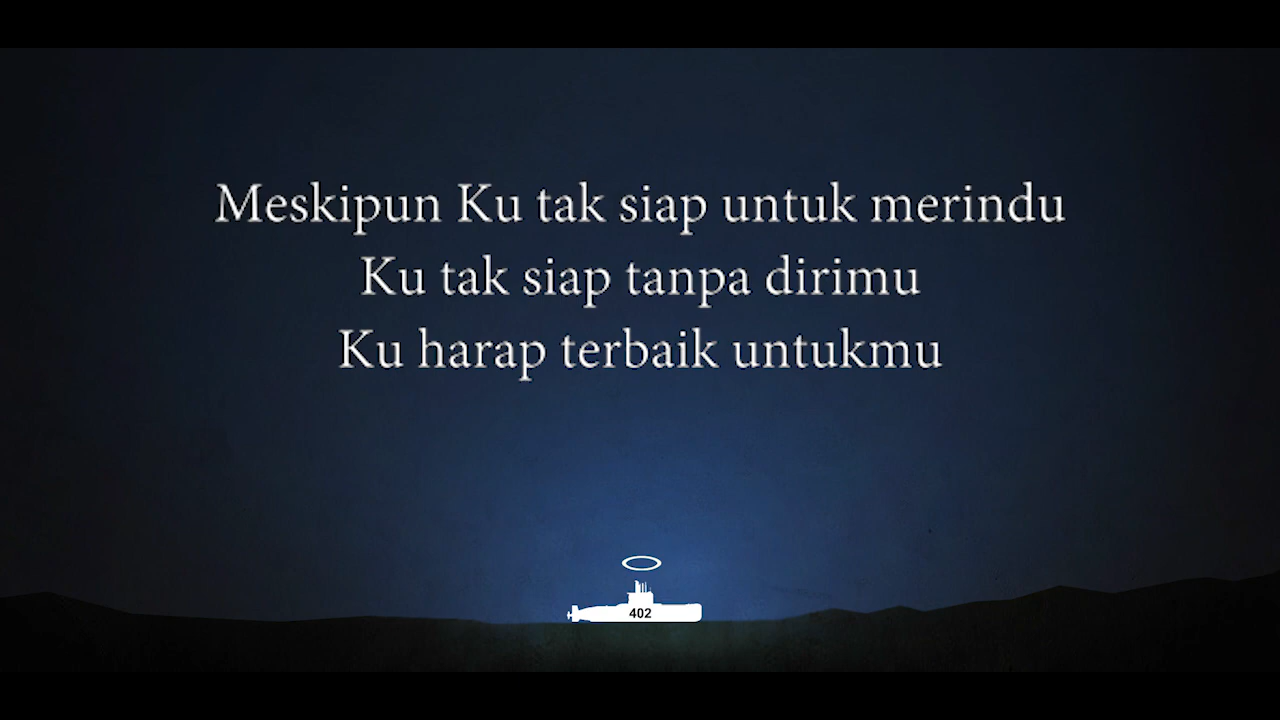 Meskipun Ku tak siap untuk merindu
Ku tak siap tanpa dirimu
Ku harap terbaik untukmu
402